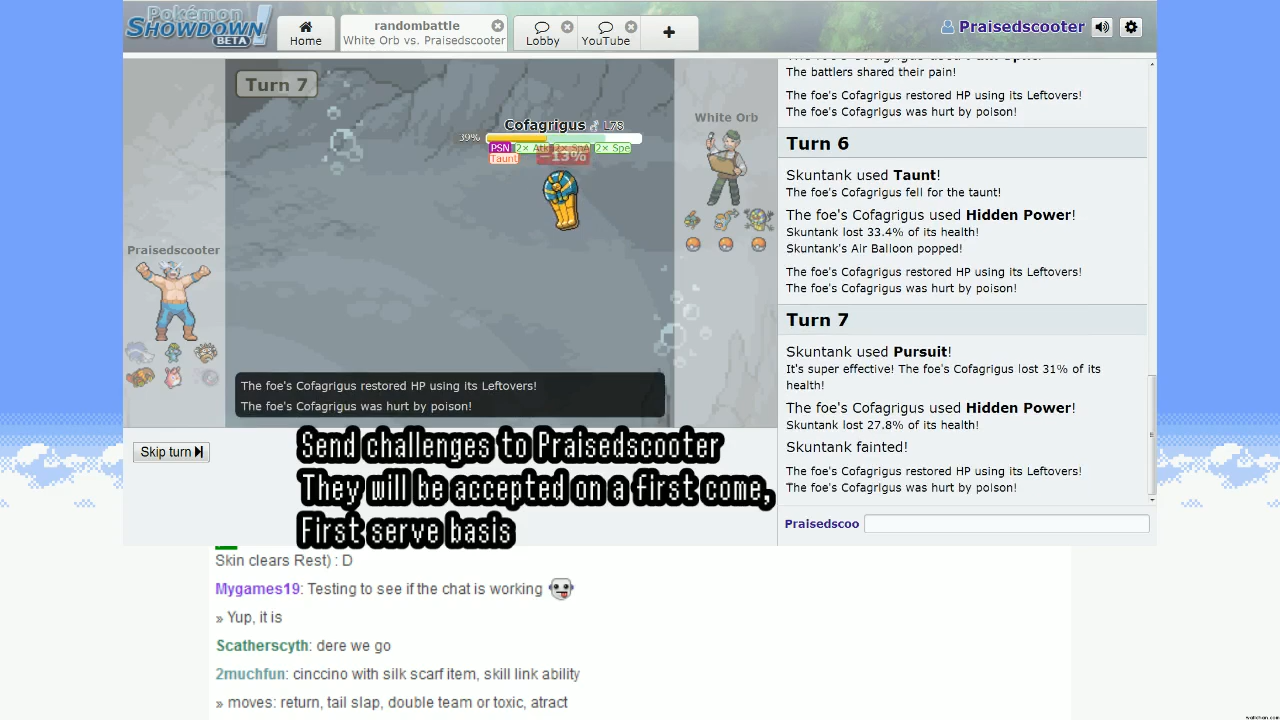 Pokémon
SHOWDOWN!
BETA
Home
randombattle
White Orb vs. Praisedscooter
Lobby
YouTube
+
Praisedscooter
Turn 7
Cofagrigus ♂ L78
39%
PSN
2× Spe
Taunt
−13%
Praisedscooter
White Orb
The foe's Cofagrigus restored HP using its Leftovers!
The foe's Cofagrigus was hurt by poison!
Skip turn
The battlers shared their pain!
The foe's Cofagrigus restored HP using its Leftovers!
The foe's Cofagrigus was hurt by poison!
Turn 6
Skuntank used Taunt!
The foe's Cofagrigus fell for the taunt!
The foe's Cofagrigus used Hidden Power!
Skuntank lost 33.4% of its health!
Skuntank's Air Balloon popped!
The foe's Cofagrigus restored HP using its Leftovers!
The foe's Cofagrigus was hurt by poison!
Turn 7
Skuntank used Pursuit!
It's super effective! The foe's Cofagrigus lost 31% of its
health!
The foe's Cofagrigus used Hidden Power!
Skuntank lost 27.8% of its health!
Skuntank fainted!
The foe's Cofagrigus restored HP using its Leftovers!
The foe's Cofagrigus was hurt by poison!
Praisedscoo
Send challenges to Praisedscooter
They will be accepted on a first come,
First serve basis
Skin clears Rest) : D
Mygames19: Testing to see if the chat is working
» Yup, it is
Scatherscyth: dere we go
2muchfun: cinccino with silk scarf item, skill link ability
» moves: return, tail slap, double team or toxic, atract